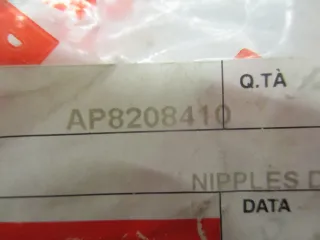 Q.TÀ
AP8208410
NIPPLES D
DATA